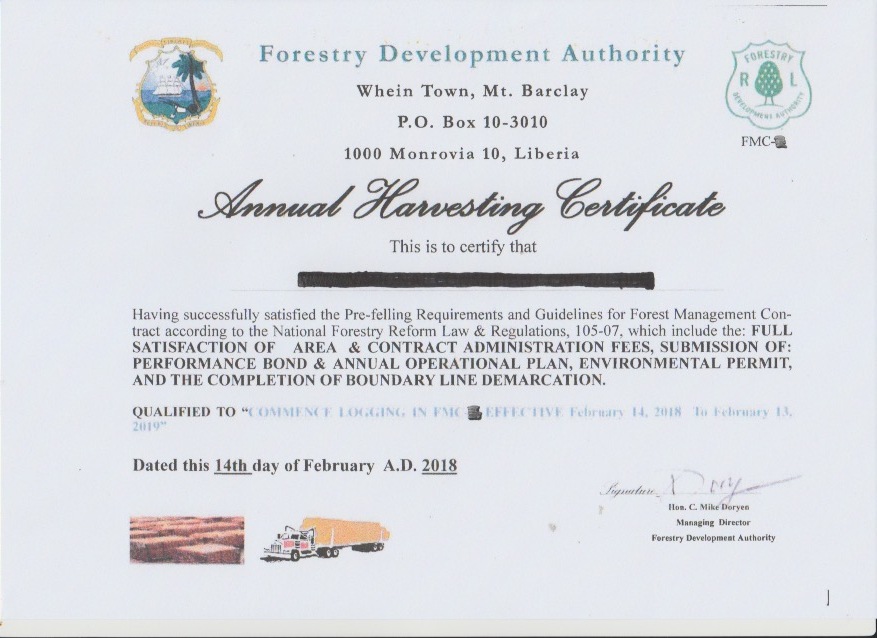 Forestry Development Authority
Whein Town, Mt. Barclay
P.O. Box 10-3010
1000 Monrovia 10, Liberia
FORESTRY
R L
DEVELOPMENT AUTHORITY
FMC-
Annual Harvesting Certificate
This is to certify that
Having successfully satisfied the Pre-felling Requirements and Guidelines for Forest Management Con-
tract according to the National Forestry Reform Law & Regulations, 105-07, which include the: FULL
SATISFACTION OF AREA & CONTRACT ADMINISTRATION FEES, SUBMISSION OF:
PERFORMANCE BOND & ANNUAL OPERATIONAL PLAN, ENVIRONMENTAL PERMIT,
AND THE COMPLETION OF BOUNDARY LINE DEMARCATION.
QUALIFIED TO “COMMENCE LOGGING IN FMC EFFECTIVE February 14, 2018 To February 13,
2019”
Dated this 14th day of February A.D. 2018
Signature
Hon. C. Mike Doryen
Managing Director
Forestry Development Authority